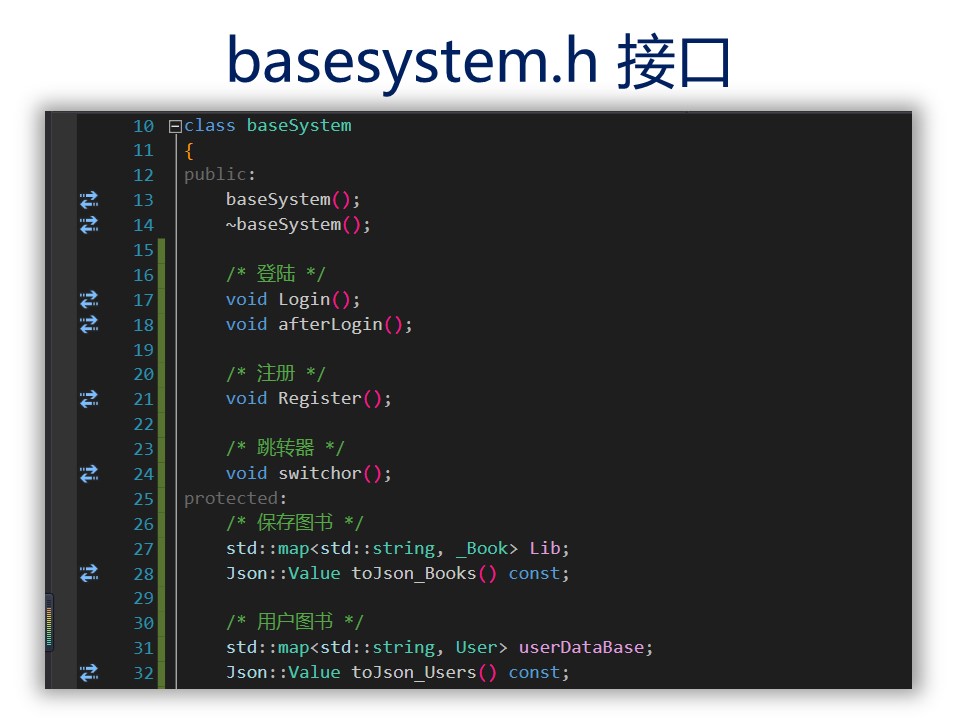 basesystem.h 接口
10 class baseSystem
11 {
12 public:
13 baseSystem();
14 ~baseSystem();
15
16 /* 登陆 */
17 void Login();
18 void afterLogin();
19
20 /* 注册 */
21 void Register();
22
23 /* 跳转器 */
24 void switchor();
25 protected:
26 /* 保存图书 */
27 std::map<std::string, _Book> Lib;
28 Json::Value toJson_Books() const;
29
30 /* 用户图书 */
31 std::map<std::string, User> userDataBase;
32 Json::Value toJson_Users() const;